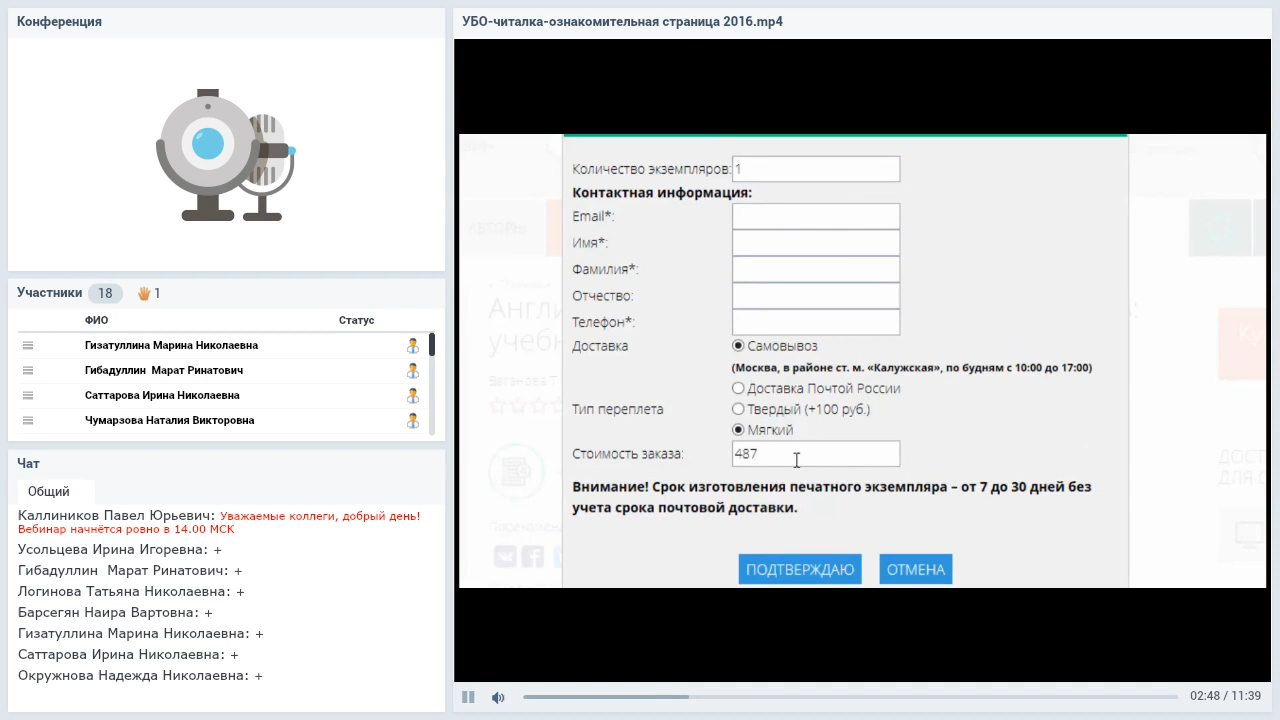 Конференция
УБО-читалка-ознакомительная страница 2016.mp4
Участники 18 1
ФИО Статус
Гизатуллина Марина Николаевна
Гибадуллин Марат Ринатович
Саттарова Ирина Николаевна
Чумарзова Наталия Викторовна
Чат
Общий
Каллиников Павел Юрьевич: Уважаемые коллеги, добрый день!
Вебинар начнётся ровно в 14.00 МСК
Усольцева Ирина Игоревна: +
Гибадуллин Марат Ринатович: +
Логинова Татьяна Николаевна: +
Барсегян Наира Вартовна: +
Гизатуллина Марина Николаевна: +
Саттарова Ирина Николаевна: +
Окружнова Надежда Николаевна: +
Количество экземпляров: 1
Контактная информация:
Email*:
Имя*:
Фамилия*:
Отчество:
Телефон*:
Доставка Самовывоз
(Москва, в районе ст. м. «Калужская», по будням с 10:00 до 17:00)
Доставка Почтой России
Тип переплета Твердый (+100 руб.)
Мягкий
Стоимость заказа: 487
Внимание! Срок изготовления печатного экземпляра – от 7 до 30 дней без
учета срока почтовой доставки.
ПОДТВЕРЖДАЮ ОТМЕНА
02:48 / 11:39